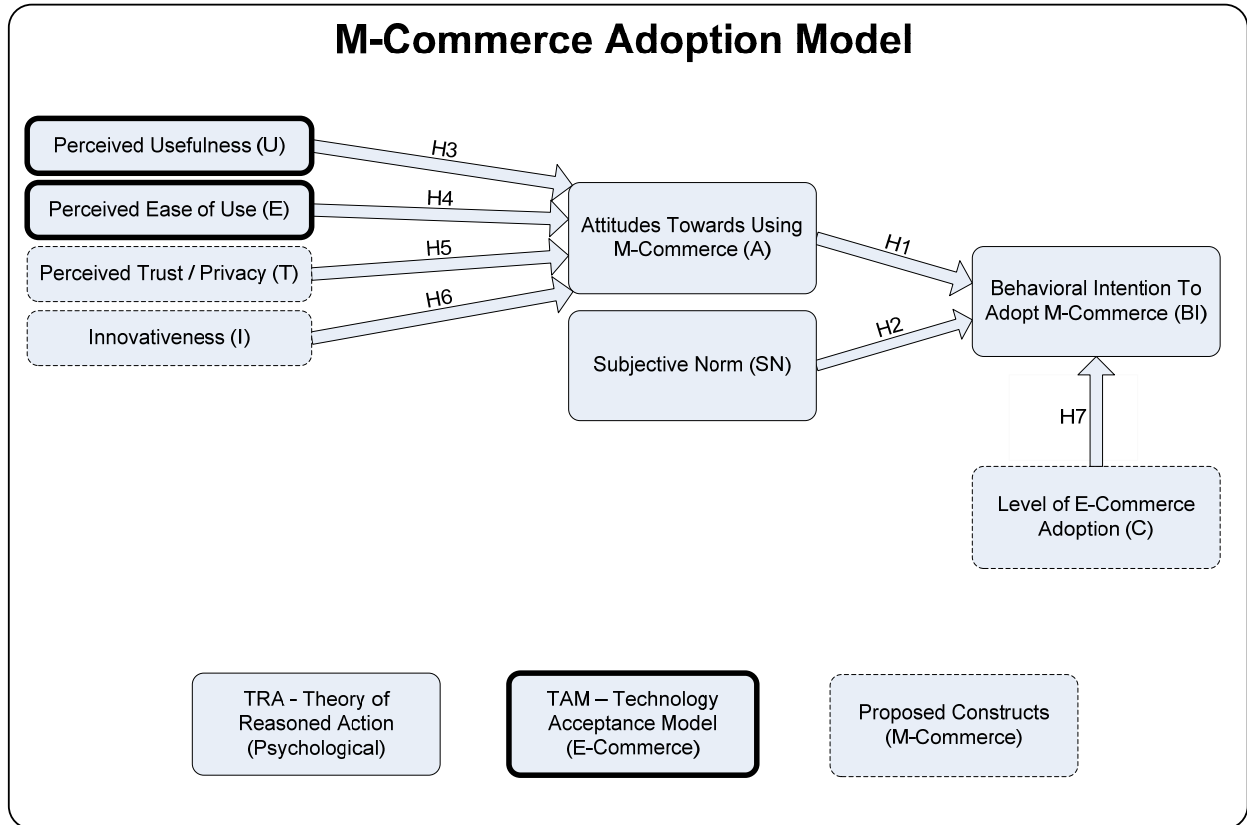 M-Commerce Adoption Model
Perceived Usefulness (U)
Perceived Ease of Use (E)
Perceived Trust / Privacy (T)
Innovativeness (I)
H3
H4
H5
H6
Attitudes Towards Using
M-Commerce (A)
Subjective Norm (SN)
H1
H2
Behavioral Intention To
Adopt M-Commerce (BI)
H7
Level of E-Commerce
Adoption (C)
TRA - Theory of
Reasoned Action
(Psychological)
TAM – Technology
Acceptance Model
(E-Commerce)
Proposed Constructs
(M-Commerce)